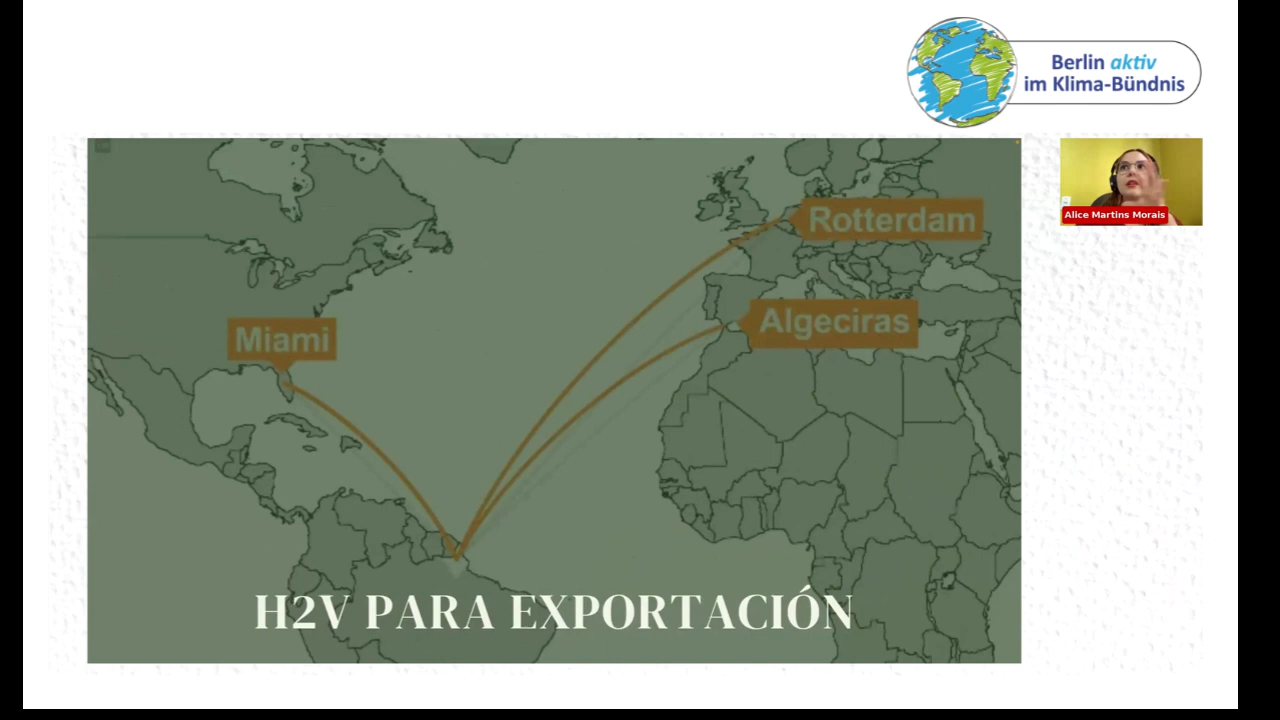 Berlin aktiv
im Klima-Bündnis
Alice Martins Morais
Rotterdam
Algeciras
Miami
H2V PARA EXPORTACIÓN